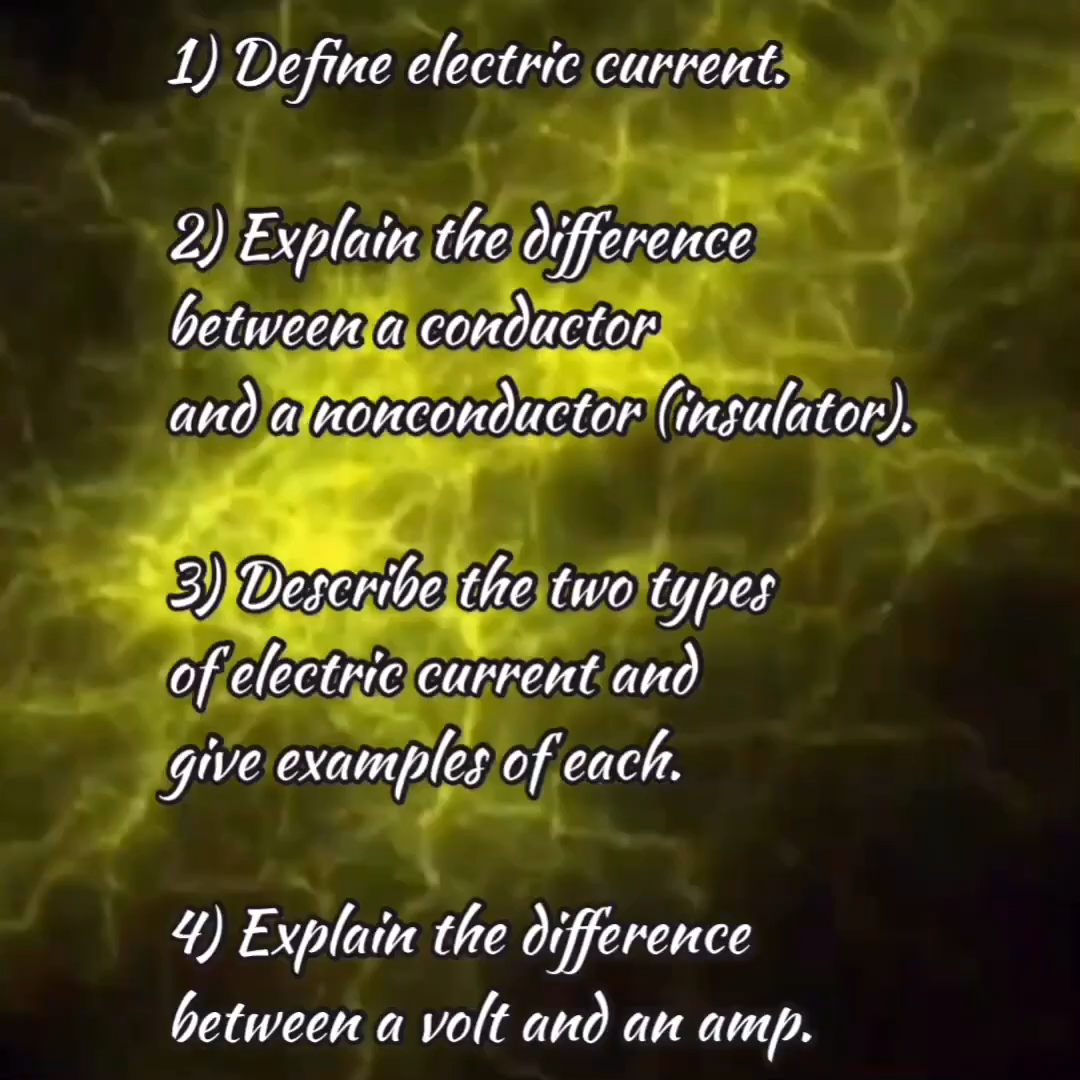 1) Define electric current.
2) Explain the difference
between a conductor
and a nonconductor (insulator).
3) Describe the two types
of electric current and
give examples of each.
4) Explain the difference
between a volt and an amp.